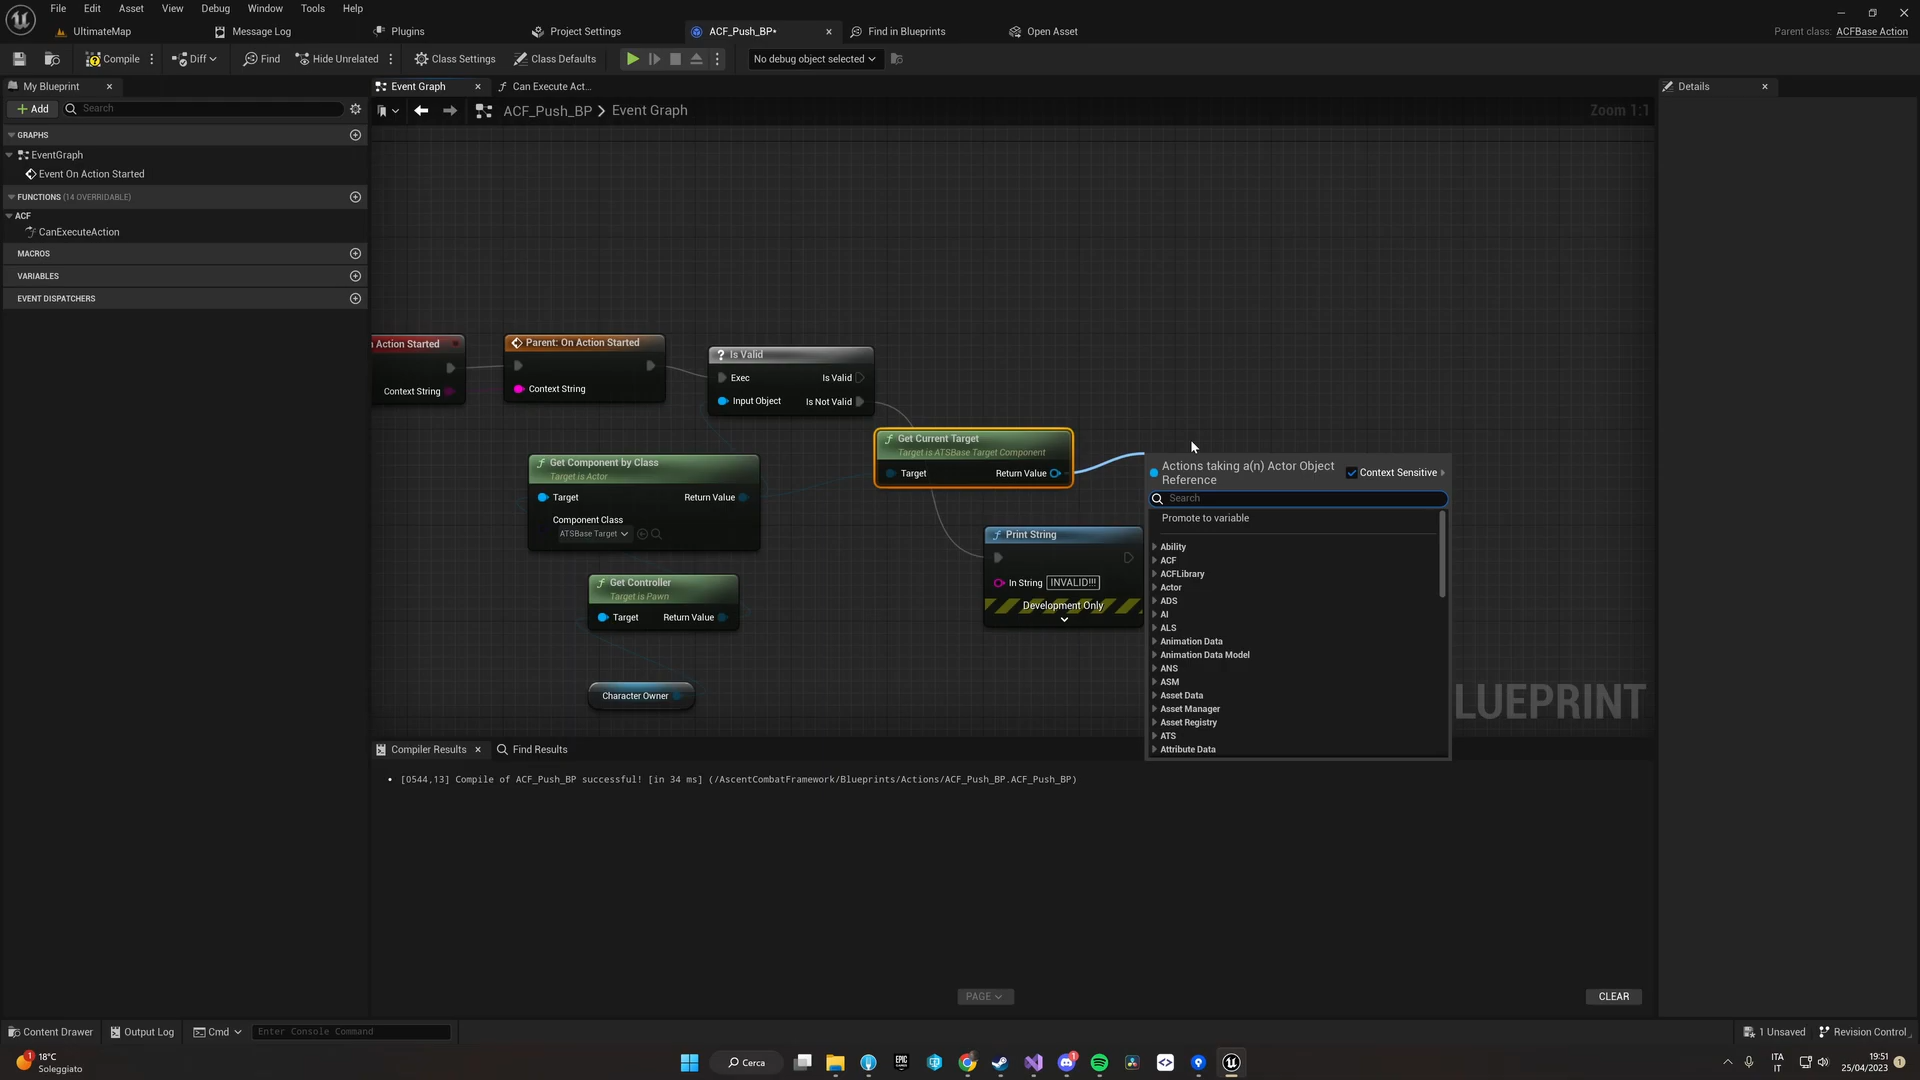 File Edit Asset View Debug Window Tools Help
UltimateMap Message Log Plugins Project Settings ACF_Push_BP* Find in Blueprints Open Asset Parent class: ACFBase Action
Compile Diff Find Hide Unrelated Class Settings Class Defaults No debug object selected
My Blueprint Event Graph Can Execute Act... Details
Add Search ACF_Push_BP > Event Graph Zoom 1:1
GRAPHS
EventGraph
Event On Action Started
FUNCTIONS (14 OVERRIDABLE)
ACF
CanExecuteAction
MACROS
VARIABLES
EVENT DISPATCHERS
n Action Started
Context String
Parent: On Action Started
Context String
Is Valid
Exec Is Valid
Input Object Is Not Valid
Get Current Target
Target is ATSBase Target Component
Target Return Value
Get Component by Class
Target is Actor
Target Return Value
Component Class
ATSBase Target
Get Controller
Target is Pawn
Target Return Value
Character Owner
Print String
In String INVALID!!!
Development Only
Actions taking a(n) Actor Object Reference Context Sensitive
Search
Promote to variable
Ability
ACF
ACFLibrary
Actor
ADS
AI
ALS
Animation Data
Animation Data Model
ANS
ASM
Asset Data
Asset Manager
Asset Registry
ATS
Attribute Data
LUEPRINT
Compiler Results Find Results
[0544,13] Compile of ACF_Push_BP successful! [in 34 ms] (/AscentCombatFramework/Blueprints/Actions/ACF_Push_BP.ACF_Push_BP)
PAGE CLEAR
Content Drawer Output Log Cmd Enter Console Command 1 Unsaved Revision Control
1 18°C
Soleggiato
Cerca
EPIC GAMES
1
ITA
IT
19:51
25/04/2023
1